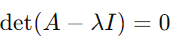 det(A − λI) = 0